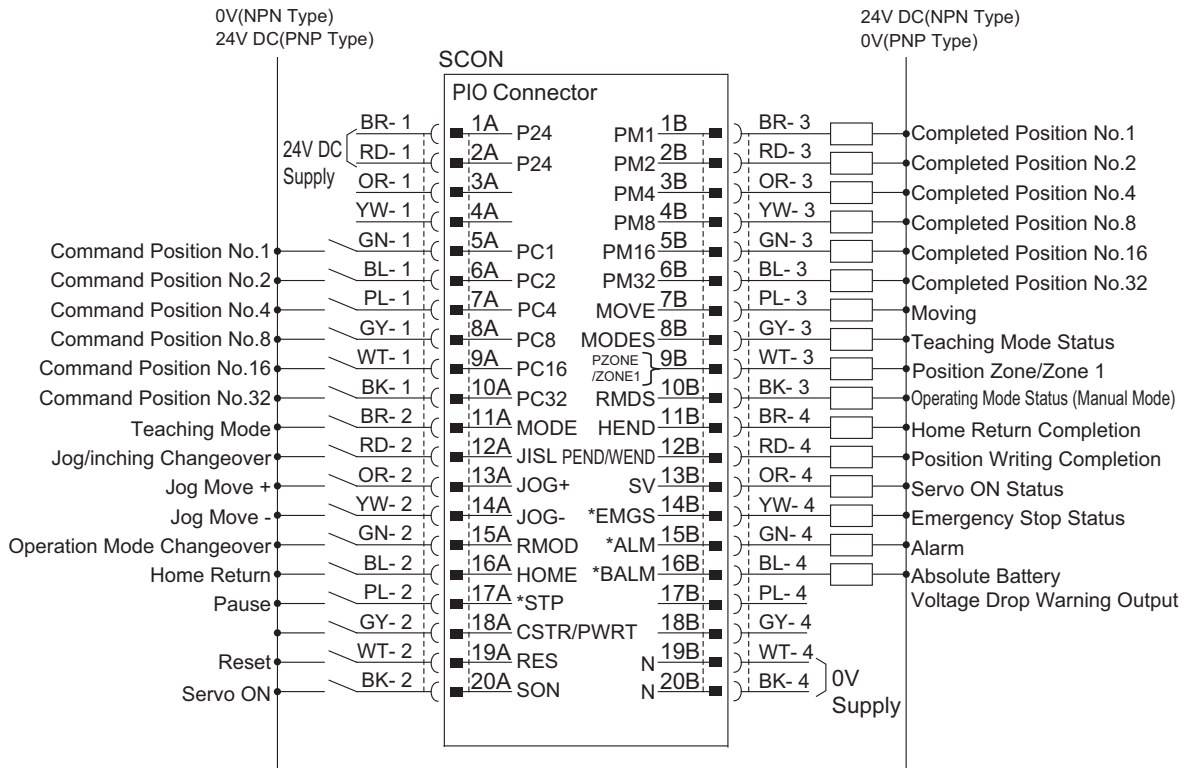 0V(NPN Type)
24V DC(PNP Type)
24V DC(NPN Type)
0V(PNP Type)
SCON
PIO Connector
24V DC
Supply
BR- 1 1A P24 PM1 1B BR- 3 Completed Position No.1
RD- 1 2A P24 PM2 2B RD- 3 Completed Position No.2
OR- 1 3A PM4 3B OR- 3 Completed Position No.4
YW- 1 4A PM8 4B YW- 3 Completed Position No.8
Command Position No.1 GN- 1 5A PC1 PM16 5B GN- 3 Completed Position No.16
Command Position No.2 BL- 1 6A PC2 PM32 6B BL- 3 Completed Position No.32
Command Position No.4 PL- 1 7A PC4 MOVE 7B PL- 3 Moving
Command Position No.8 GY- 1 8A PC8 MODES 8B GY- 3 Teaching Mode Status
Command Position No.16 WT- 1 9A PC16 PZONE /ZONE1 9B WT- 3 Position Zone/Zone 1
Command Position No.32 BK- 1 10A PC32 RMDS 10B BK- 3 Operating Mode Status (Manual Mode)
Teaching Mode BR- 2 11A MODE HEND 11B BR- 4 Home Return Completion
Jog/inching Changeover RD- 2 12A JISL PEND/WEND 12B RD- 4 Position Writing Completion
Jog Move + OR- 2 13A JOG+ SV 13B OR- 4 Servo ON Status
Jog Move - YW- 2 14A JOG- *EMGS 14B YW- 4 Emergency Stop Status
Operation Mode Changeover GN- 2 15A RMOD *ALM 15B GN- 4 Alarm
Home Return BL- 2 16A HOME *BALM 16B BL- 4 Absolute Battery
Voltage Drop Warning Output
Pause PL- 2 17A *STP 17B PL- 4
GY- 2 18A CSTR/PWRT 18B GY- 4
Reset WT- 2 19A RES N 19B WT- 4
Servo ON BK- 2 20A SON N 20B BK- 4
0V
Supply